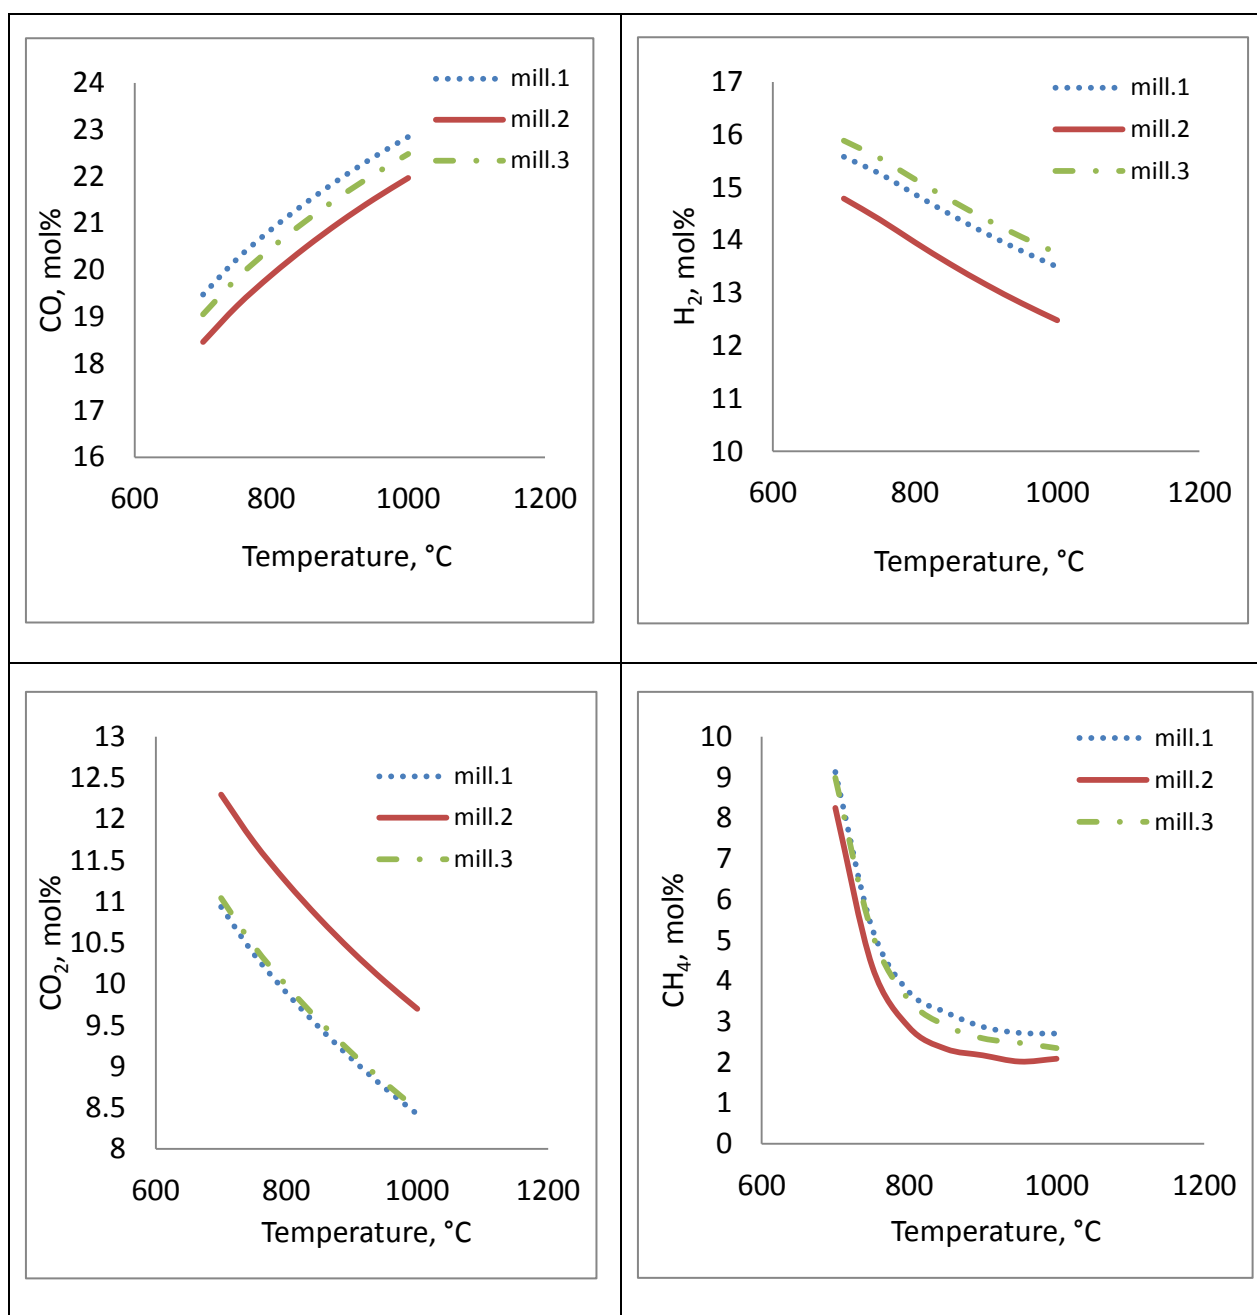 CO, mol%
24
23
22
21
20
19
18
17
16
600 800 1000 1200
Temperature, °C
mill.1
mill.2
mill.3
H₂, mol%
17
16
15
14
13
12
11
10
600 800 1000 1200
Temperature, °C
mill.1
mill.2
mill.3
CO₂, mol%
13
12.5
12
11.5
11
10.5
10
9.5
9
8.5
8
600 800 1000 1200
Temperature, °C
mill.1
mill.2
mill.3
CH₄, mol%
10
9
8
7
6
5
4
3
2
1
0
600 800 1000 1200
Temperature, °C
mill.1
mill.2
mill.3